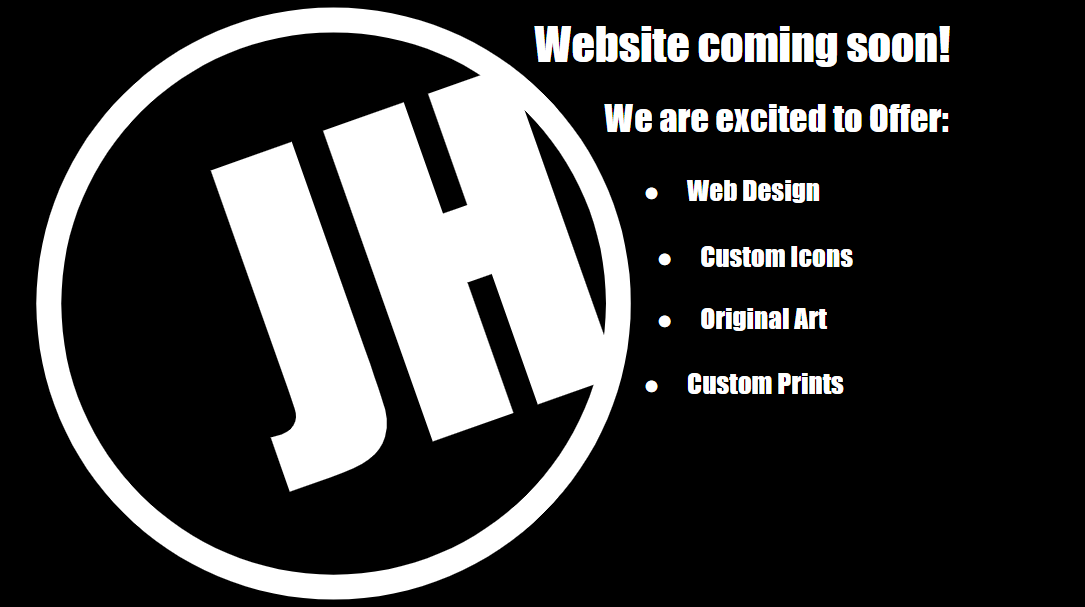 JH
Website coming soon!
We are excited to Offer:
● Web Design
● Custom Icons
● Original Art
● Custom Prints